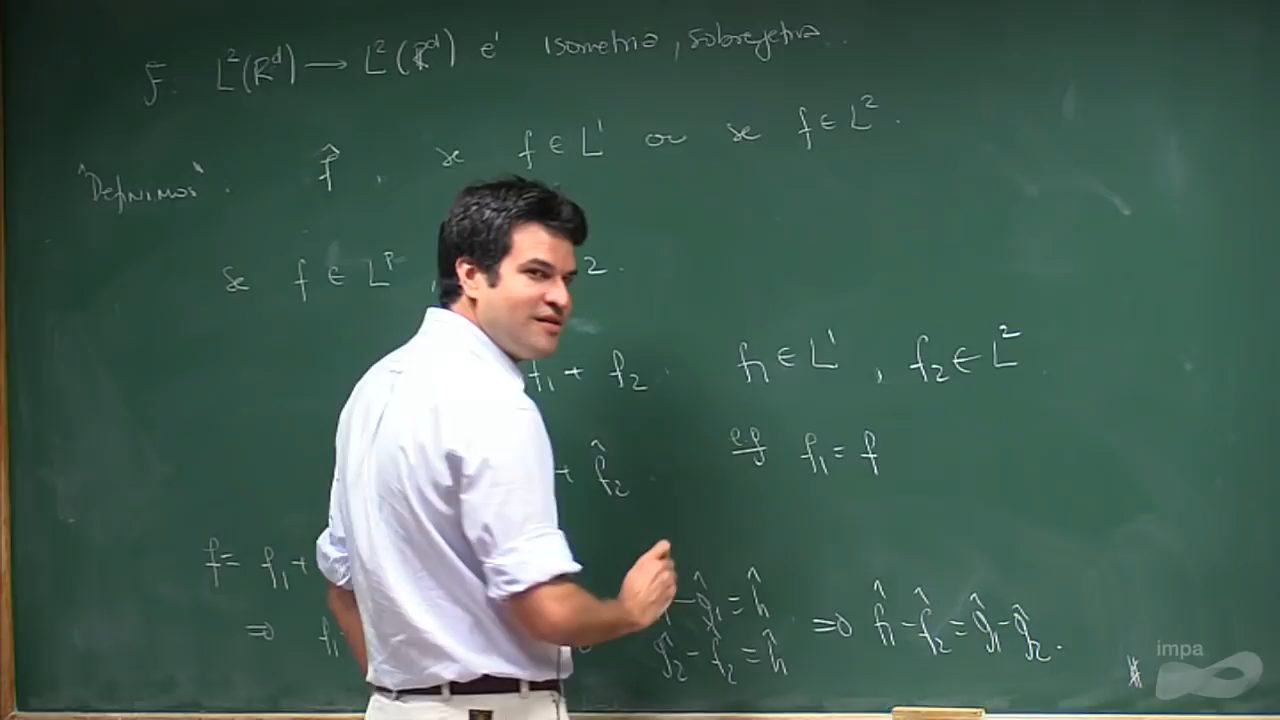 F: L²(ℝᵈ) → L²(ℝᵈ) é isometria, sobrejetiva.
"Definimos". f̂, se f ∈ L¹ ou se f ∈ L².
se f ∈ Lᵖ, 2.
f₁ + f₂. f₁ ∈ L¹, f₂ ∈ L².
+ f̂₂. f₁ = f
f = f₁ +
- ĝ₁ = ĥ
⇒ f₁ ĝ₂ - f̂₂ = ĥ ⇒ f̂₁ - f̂₂ = ĝ₁ - ĝ₂.
impa